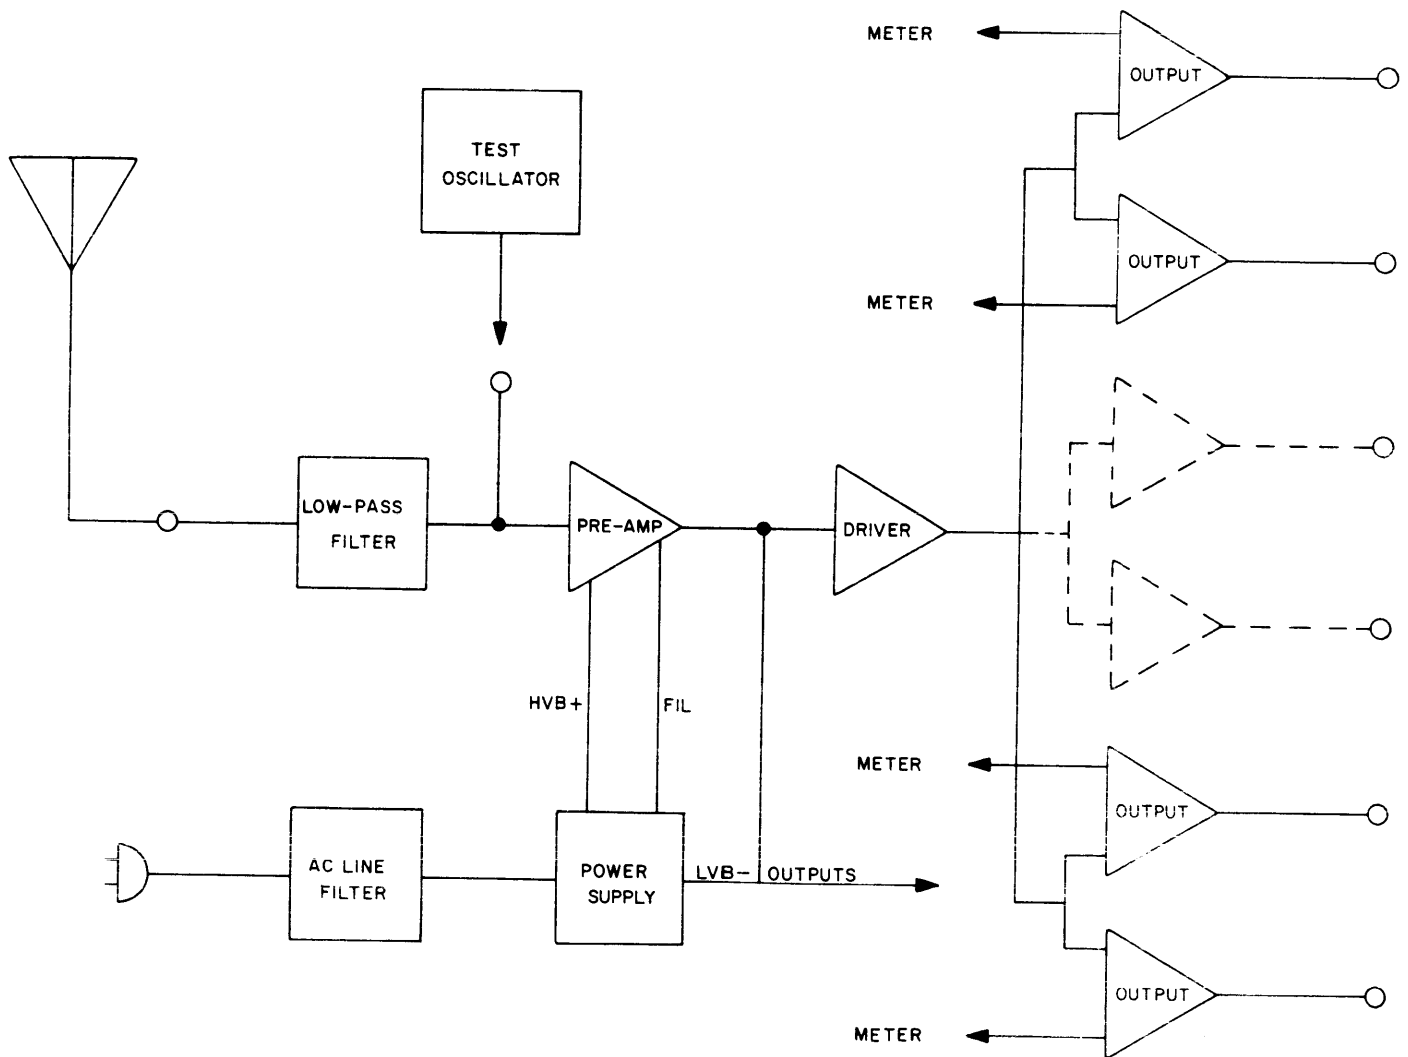 METER
OUTPUT
TEST
OSCILLATOR
OUTPUT
METER
LOW-PASS
FILTER
PRE-AMP
DRIVER
HVB+
FIL
METER
OUTPUT
AC LINE
FILTER
POWER
SUPPLY
LVB-
OUTPUTS
OUTPUT
METER